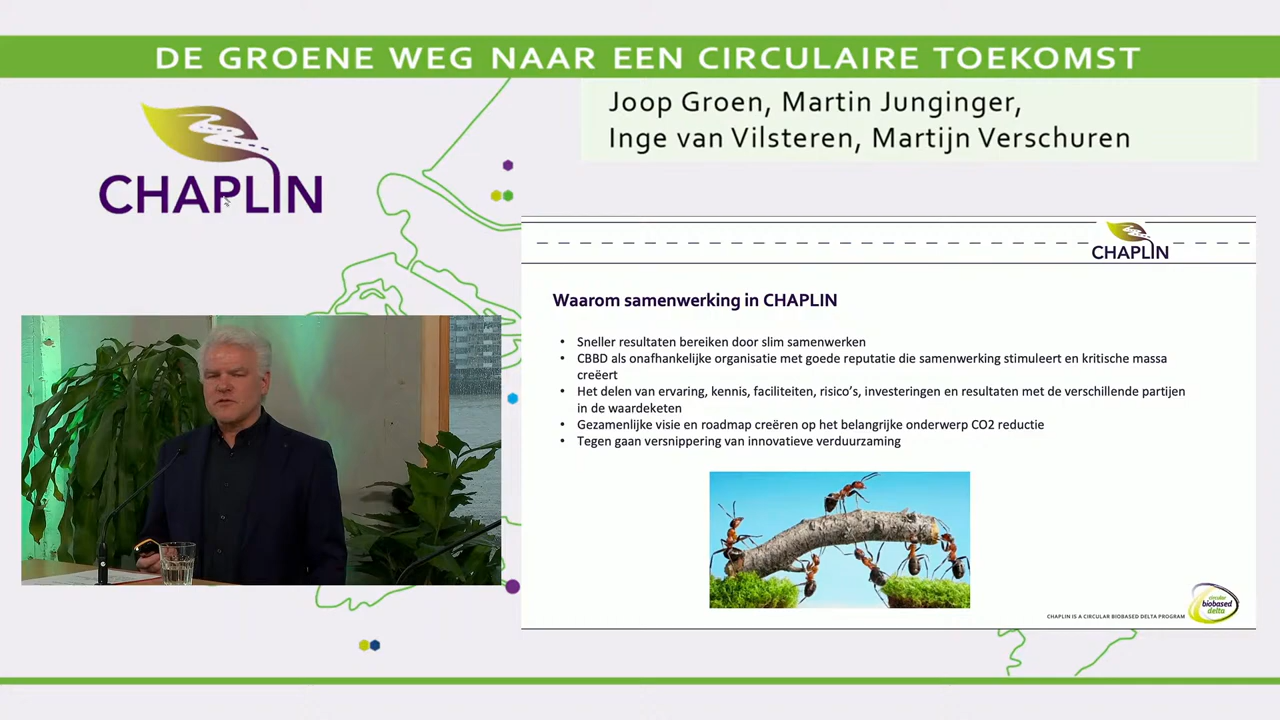 DE GROENE WEG NAAR EEN CIRCULAIRE TOEKOMST
Joop Groen, Martin Junginger,
Inge van Vilsteren, Martijn Verschuren
CHAPLIN
CHAPLIN
Waarom samenwerking in CHAPLIN
• Sneller resultaten bereiken door slim samenwerken
• CBBD als onafhankelijke organisatie met goede reputatie die samenwerking stimuleert en kritische massa
creëert
• Het delen van ervaring, kennis, faciliteiten, risico's, investeringen en resultaten met de verschillende partijen
in de waardeketen
• Gezamenlijke visie en roadmap creëren op het belangrijke onderwerp CO2 reductie
• Tegen gaan versnippering van innovatieve verduurzaming
CHAPLIN IS A CIRCULAR BIOBASED DELTA PROGRAM
circular
biobased
delta